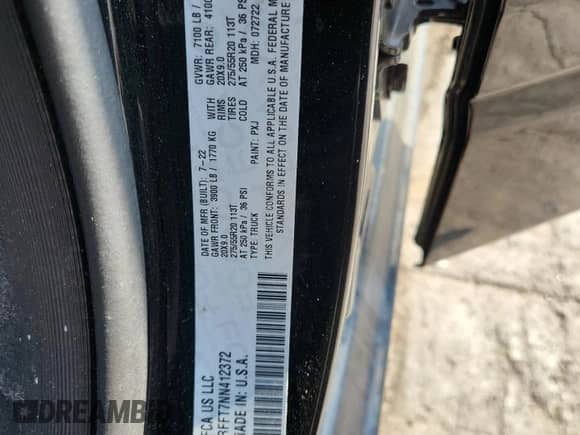 FCA US LLC
DATE OF MFR (BUILT): 7-22 GVWR: 7100 LB /
GAWR FRONT: 3900 LB / 1770 KG WITH GAWR REAR: 4100
20X9.0 RIMS 20X9.0
275/55R20 113T TIRES 275/55R20 113T
AT 250 kPa / 36 PSI COLD AT 250 kPa / 36 PSI
TYPE: TRUCK PAINT: PXJ MDH: 072722
THIS VEHICLE CONFORMS TO ALL APPLICABLE U.S.A. FEDERAL
STANDARDS IN EFFECT ON THE DATE OF MANUFACTURE
RFFT7NN412372
MADE IN: U.S.A.
DREAMBID